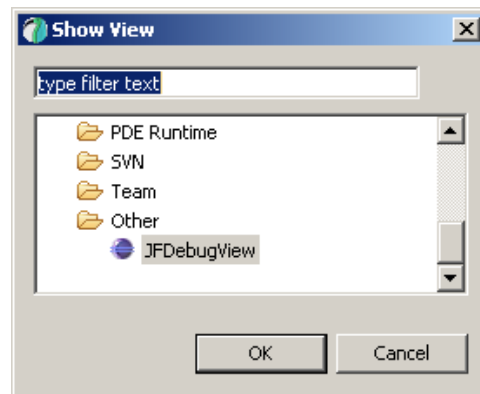 Show View
type filter text
PDE Runtime
SVN
Team
Other
JFDebugView
OK Cancel